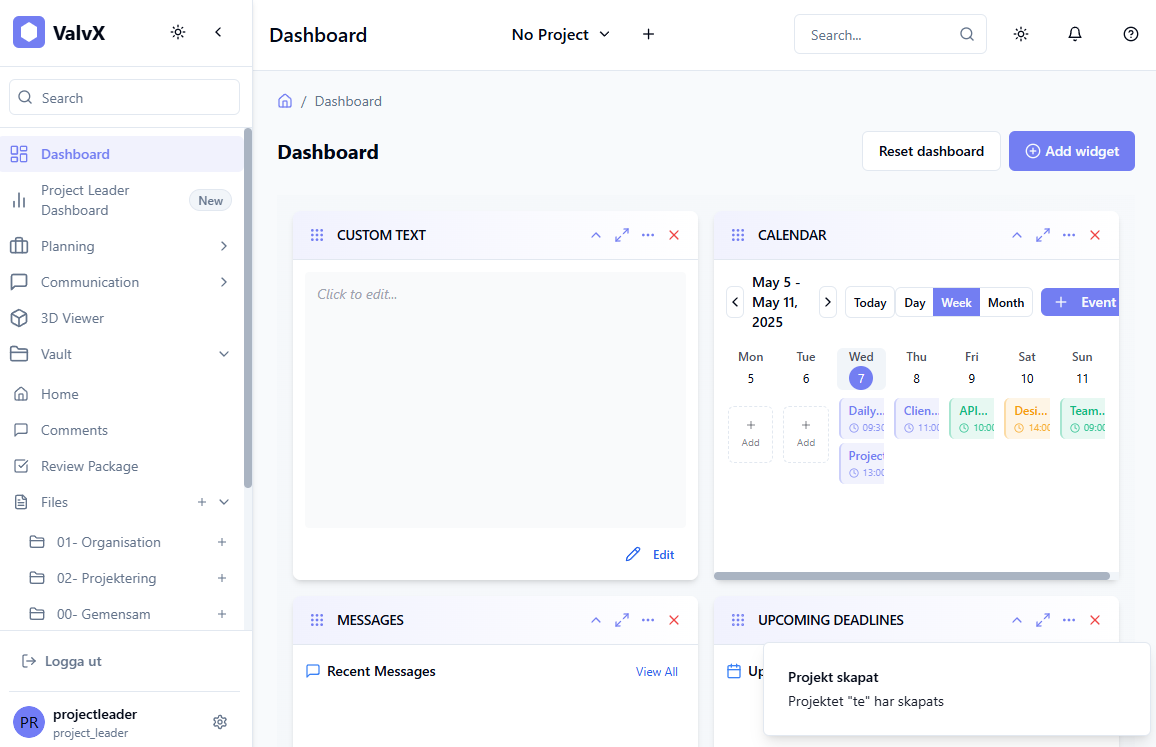 ValvX
Search
Dashboard
Project Leader
Dashboard
New
Planning
Communication
3D Viewer
Vault
Home
Comments
Review Package
Files
01- Organisation
02- Projektering
00- Gemensam
Logga ut
PR
projectleader
project_leader
Dashboard
No Project
Search...
/ Dashboard
Dashboard
Reset dashboard
Add widget
CUSTOM TEXT
Click to edit...
Edit
CALENDAR
May 5 -
May 11,
2025
Today
Day
Week
Month
+ Event
Mon Tue Wed Thu Fri Sat Sun
5 6 7 8 9 10 11
+ Add
+ Add
Daily...
09:30
Project
13:00
Clien...
11:00
API...
10:00
Desi...
14:00
Team...
09:00
MESSAGES
Recent Messages
View All
UPCOMING DEADLINES
Up
Projekt skapat
Projektet "te" har skapats